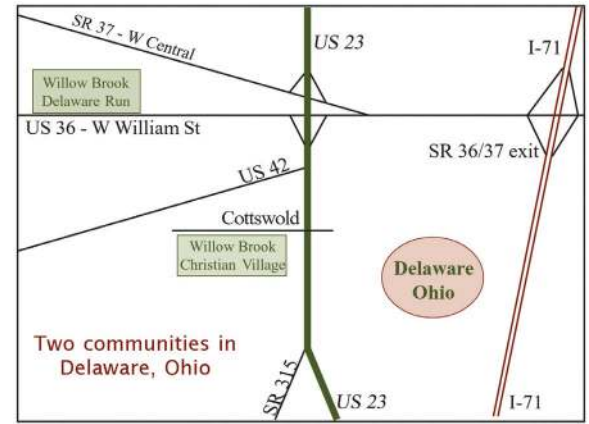 SR 37 - W Central
US 23
I-71
Willow Brook
Delaware Run
US 36 - W William St
SR 36/37 exit
US 42
Cottswold
Willow Brook
Christian Village
Delaware
Ohio
Two communities in
Delaware, Ohio
SR 315
US 23
I-71